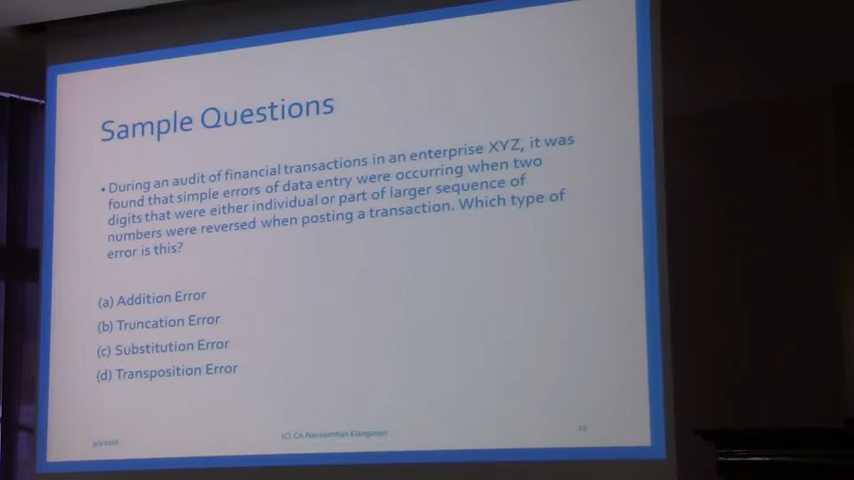 Sample Questions
• During an audit of financial transactions in an enterprise XYZ, it was
found that simple errors of data entry were occurring when two
digits that were either individual or part of larger sequence of
numbers were reversed when posting a transaction. Which type of
error is this?
(a) Addition Error
(b) Truncation Error
(c) Substitution Error
(d) Transposition Error
(C) CA Narasimhan Elangovan